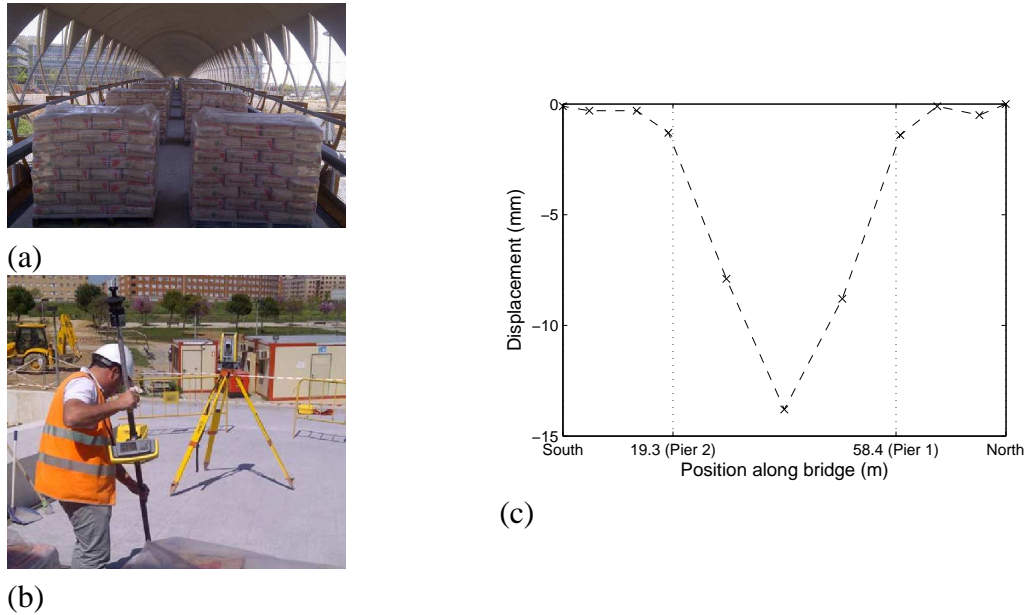 (a)
(b)
0
−5
−10
−15
Displacement (mm)
South
19.3 (Pier 2)
58.4 (Pier 1)
North
Position along bridge (m)
(c)